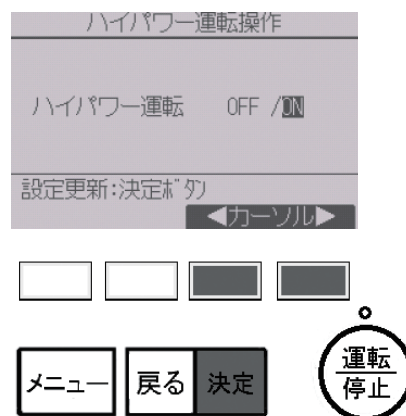 ハイパワー運転操作
ハイパワー運転 OFF /ON
設定更新:決定ボタン
◀カーソル▶
メニュー 戻る 決定
運転
停止